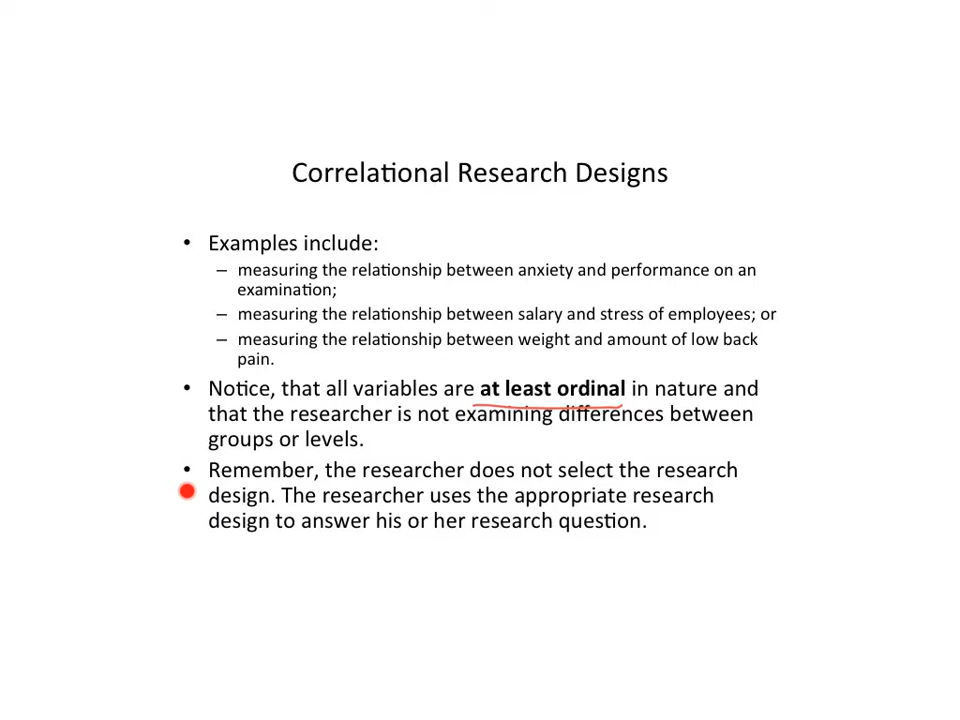 Correlational Research Designs
• Examples include:
– measuring the relationship between anxiety and performance on an
examination;
– measuring the relationship between salary and stress of employees; or
– measuring the relationship between weight and amount of low back
pain.
• Notice, that all variables are at least ordinal in nature and
that the researcher is not examining differences between
groups or levels.
• Remember, the researcher does not select the research
design. The researcher uses the appropriate research
design to answer his or her research question.